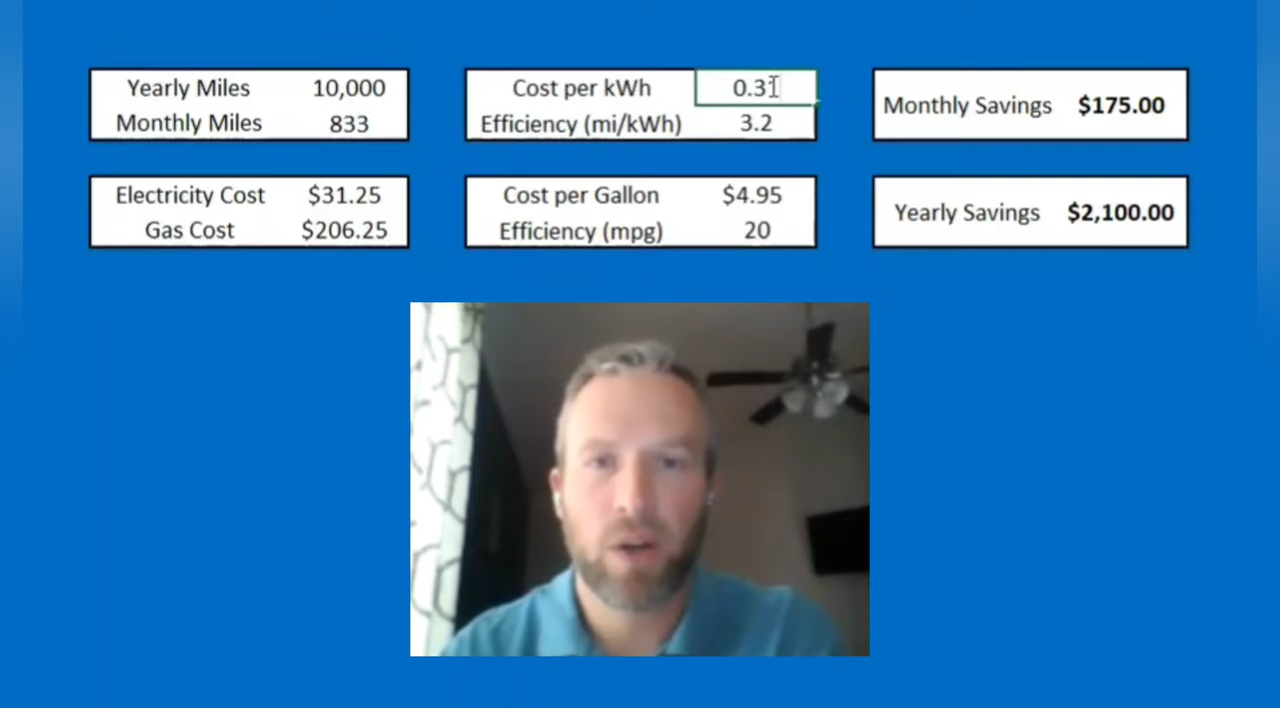 Yearly Miles 10,000
Monthly Miles 833
Cost per kWh 0.31
Efficiency (mi/kWh) 3.2
Monthly Savings $175.00
Electricity Cost $31.25
Gas Cost $206.25
Cost per Gallon $4.95
Efficiency (mpg) 20
Yearly Savings $2,100.00